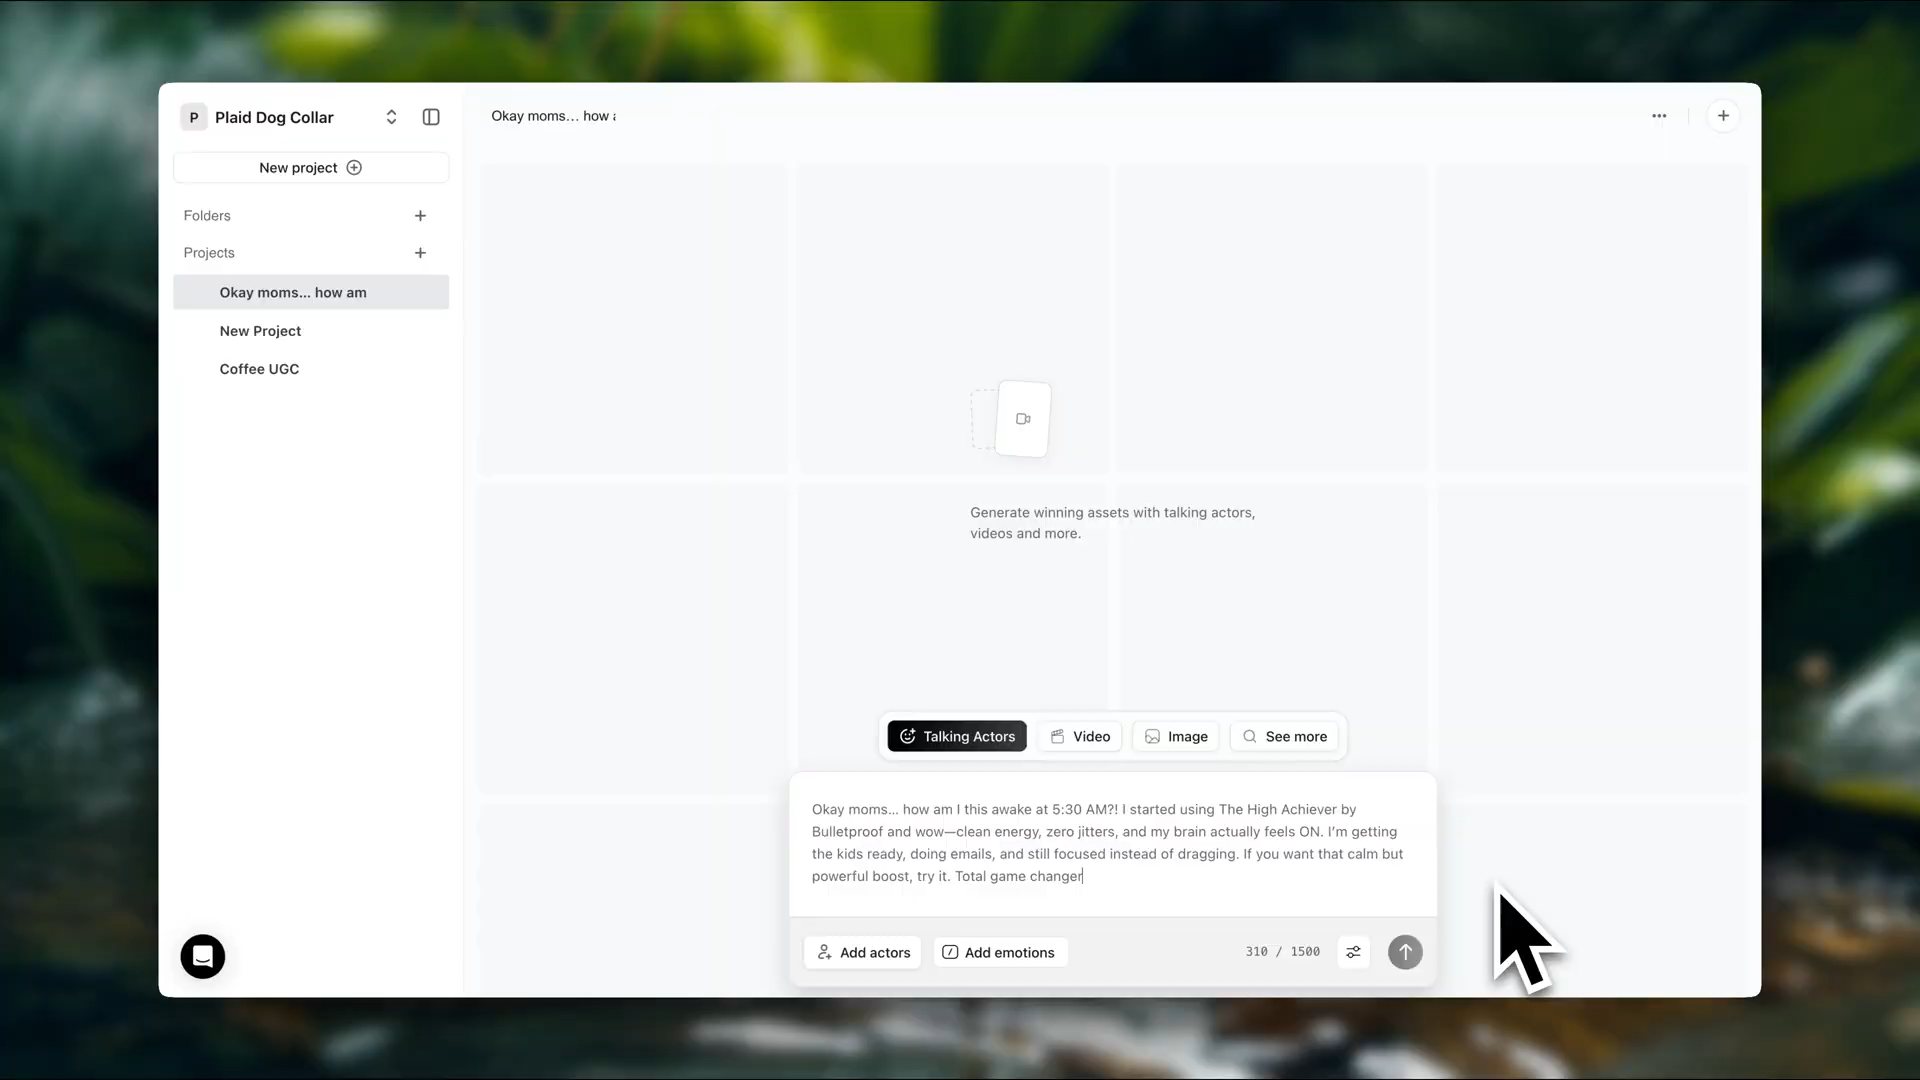 P Plaid Dog Collar
New project
Folders
Projects
Okay moms... how am
New Project
Coffee UGC
Okay moms... how
Generate winning assets with talking actors,
videos and more.
Talking Actors
Video
Image
See more
Okay moms... how am I this awake at 5:30 AM?! I started using The High Achiever by
Bulletproof and wow—clean energy, zero jitters, and my brain actually feels ON. I’m getting
the kids ready, doing emails, and still focused instead of dragging. If you want that calm but
powerful boost, try it. Total game changer
Add actors
Add emotions
310 / 1500